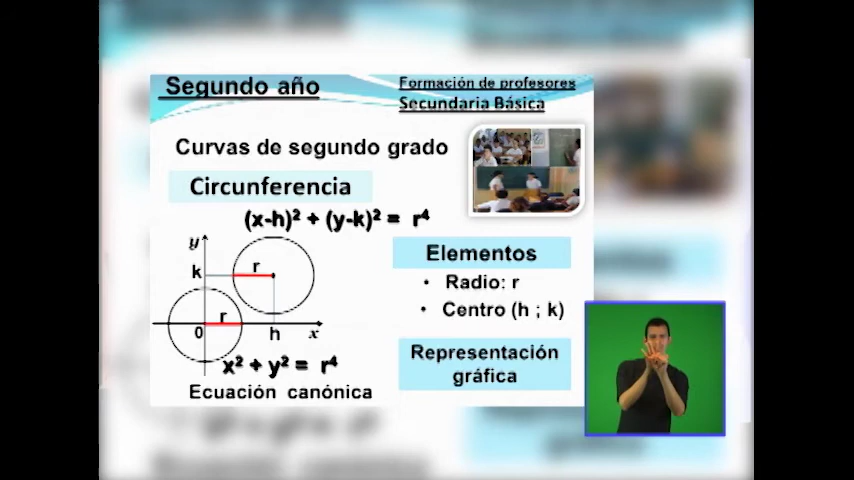 Segundo año
Formación de profesores
Secundaria Básica
Curvas de segundo grado
Circunferencia
(x-h)² + (y-k)² = r⁴
y
k
r
r
0
h
x
x² + y² = r⁴
Ecuación canónica
Elementos
• Radio: r
• Centro (h ; k)
Representación
gráfica